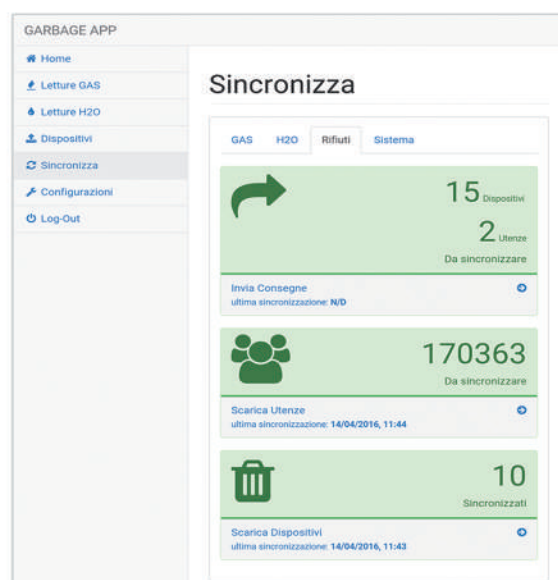 GARBAGE APP
Home
Letture GAS
Letture H2O
Dispositivi
Sincronizza
Configurazioni
Log-Out
Sincronizza
GAS H2O Rifiuti Sistema
15 Dispositivi
2 Utenze
Da sincronizzare
Invia Consegne
ultima sincronizzazione: N/D
170363
Da sincronizzare
Scarica Utenze
ultima sincronizzazione: 14/04/2016, 11:44
10
Sincronizzati
Scarica Dispositivi
ultima sincronizzazione: 14/04/2016, 11:43